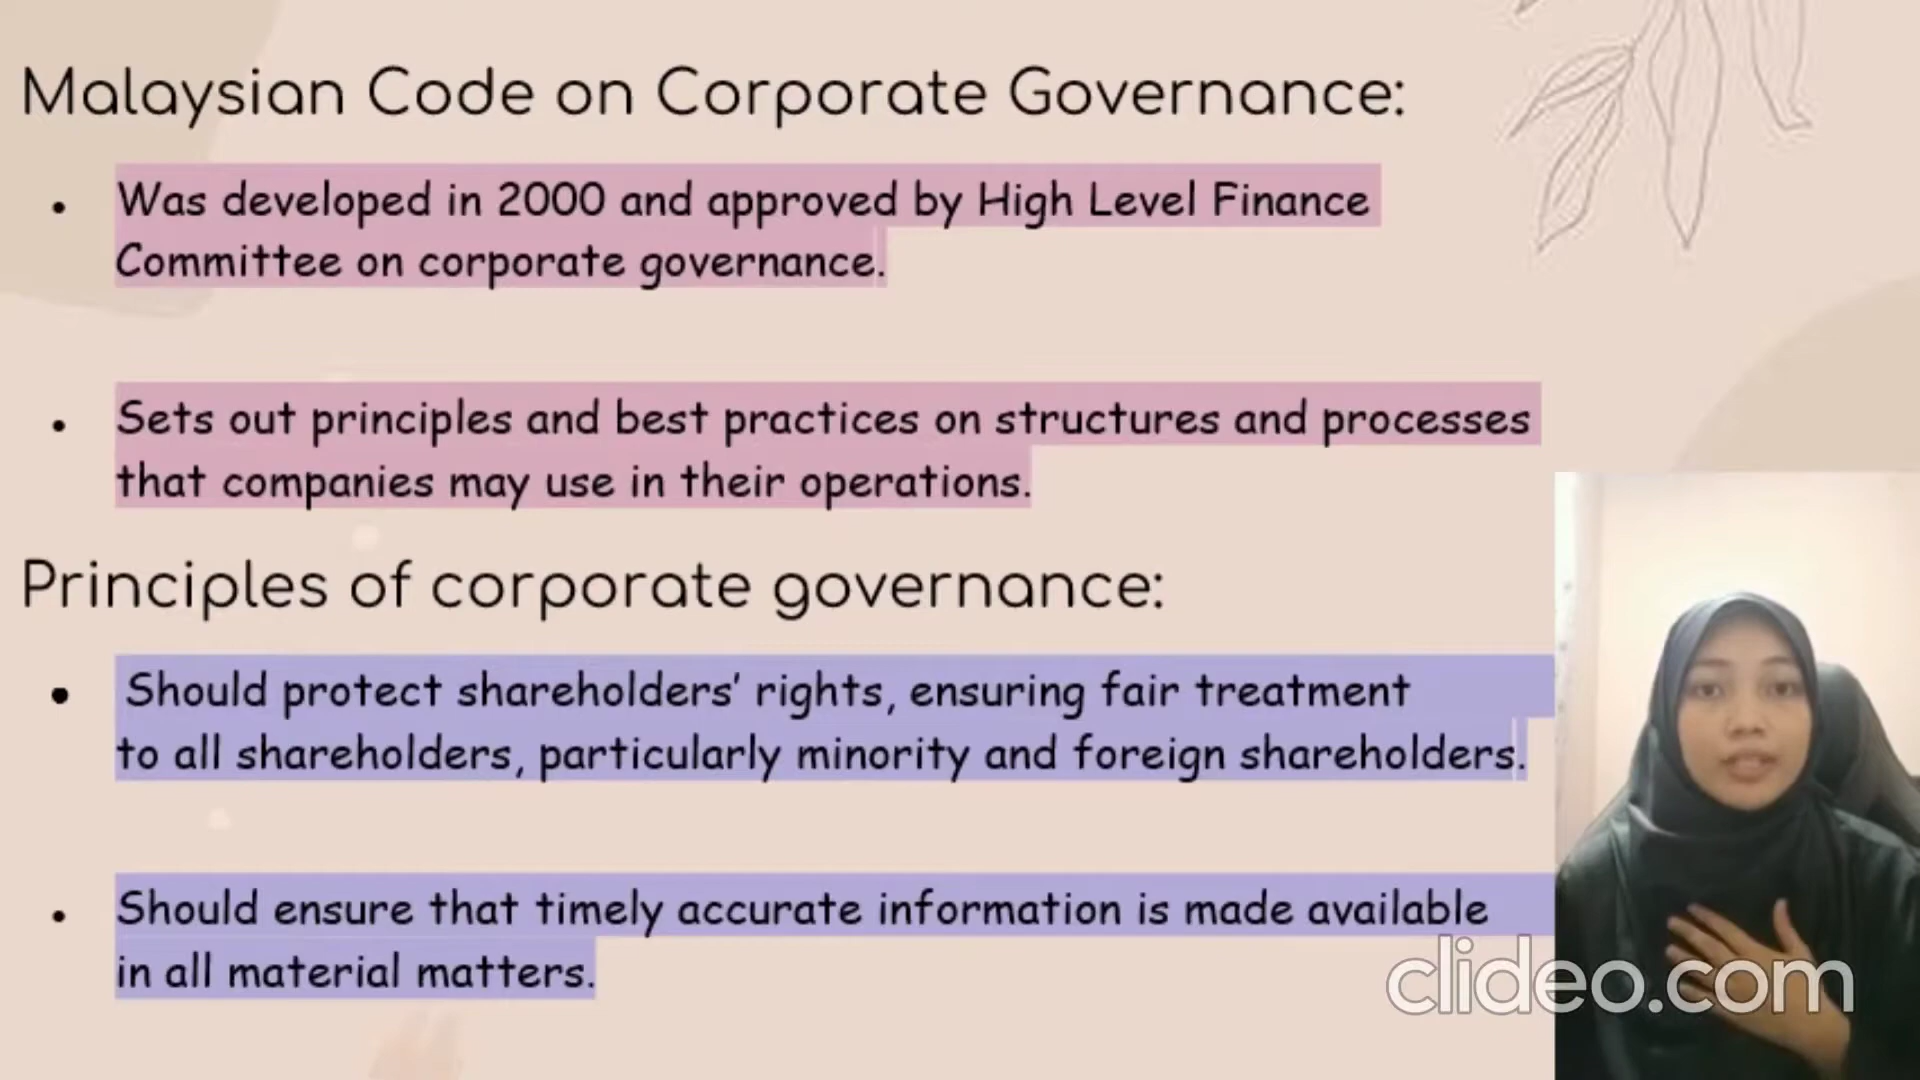 Malaysian Code on Corporate Governance:
• Was developed in 2000 and approved by High Level Finance
Committee on corporate governance.
• Sets out principles and best practices on structures and processes
that companies may use in their operations.
Principles of corporate governance:
• Should protect shareholders’ rights, ensuring fair treatment
to all shareholders, particularly minority and foreign shareholders.
• Should ensure that timely accurate information is made available
in all material matters.
clideo.com